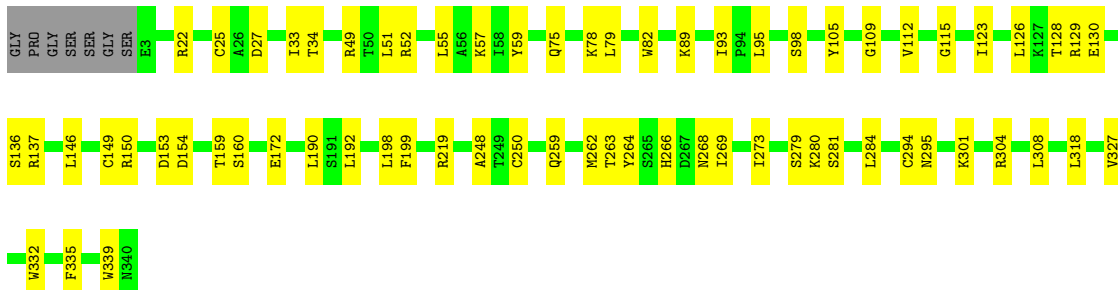 GLY PRO GLY SER SER GLY SER E3 R22 C25 A26 D27 I33 T34 R49 T50 L51 R52 L55 A56 K57 I58 Y59 Q75 K78 L79 W82 K89 I93 P94 L95 S98 Y105 G109 V112 G115 I123 L126 K127 T128 R129 E130
S136 R137 L146 C149 R150 D153 D154 T159 S160 E172 L190 S191 L192 L198 F199 R219 A248 T249 C250 Q259 M262 T263 Y264 S265 H266 D267 N268 I269 I273 S279 K280 S281 L284 C294 N295 K301 R304 L308 L318 V327
W332 F335 W339 N340